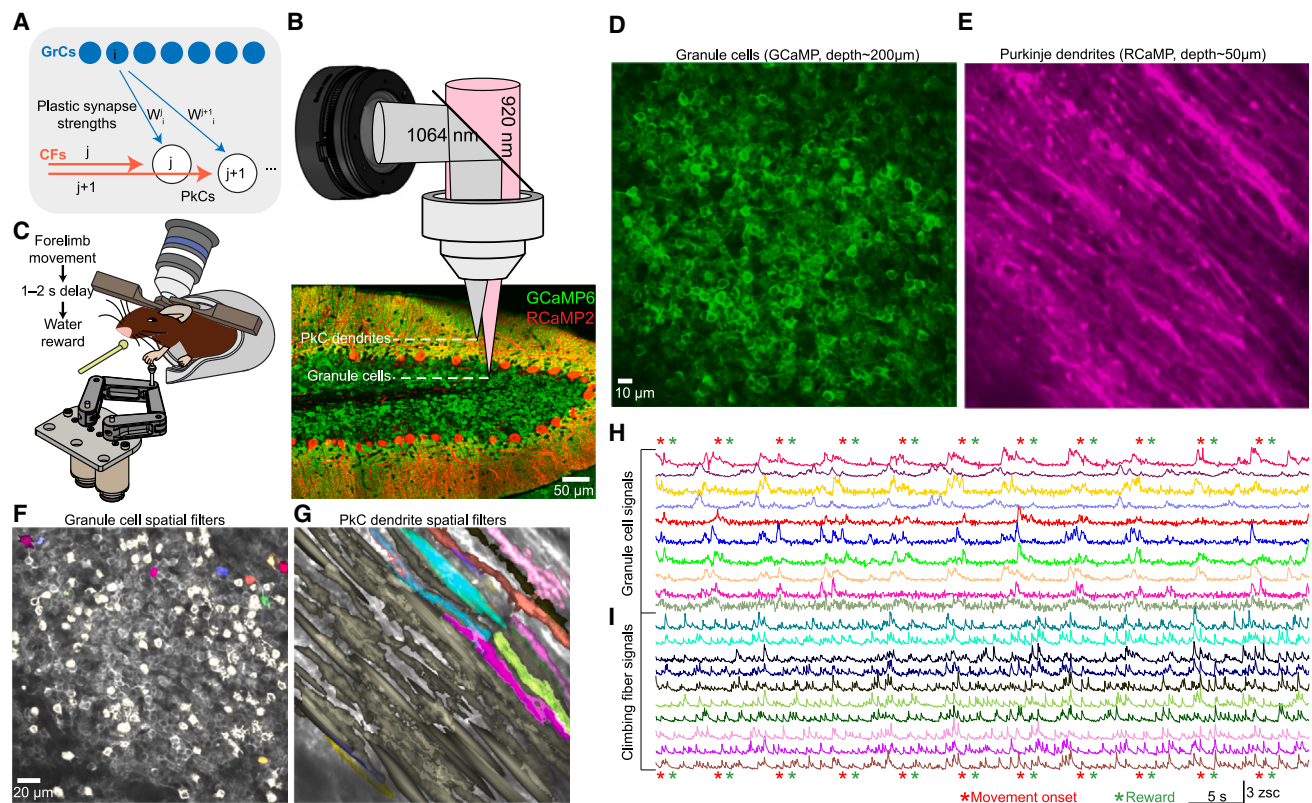 A
GrCs
i
Plastic synapse
strengths
W^j_i
W^{j+1}_i
CFs
j
j
j+1
j+1
...
PkCs
B
1064 nm
920 nm
GCaMP6
RCaMP2
PkC dendrites
Granule cells
50 µm
C
Forelimb
movement
1–2 s delay
Water
reward
D
Granule cells (GCaMP, depth~200µm)
10 µm
E
Purkinje dendrites (RCaMP, depth~50µm)
F
Granule cell spatial filters
20 µm
G
PkC dendrite spatial filters
H
* * * * * * * * * * * * * * * * * * * * * *
Granule cell signals
I
Climbing fiber signals
* * * * * * * * * * * * * * * * * * * * * *
*Movement onset
*Reward
5 s
3 zsc